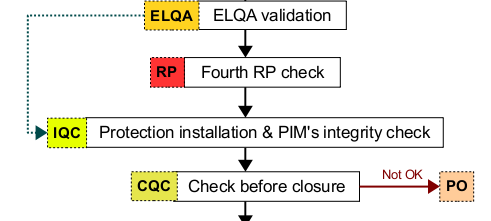 ELQA ELQA validation
RP Fourth RP check
IQC Protection installation & PIM's integrity check
CQC Check before closure Not OK PO